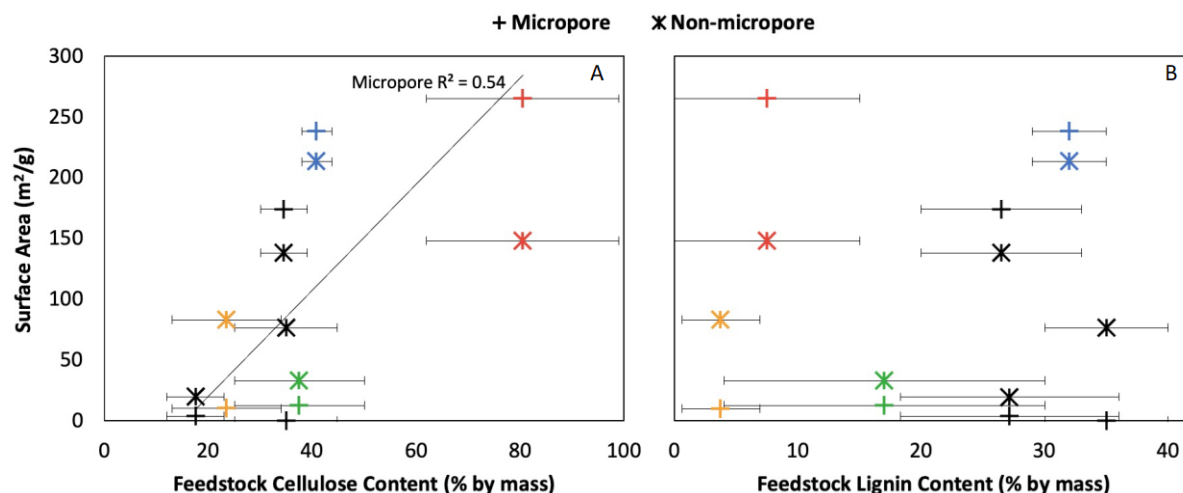 + Micropore ж Non-micropore
A
B
Micropore R² = 0.54
Surface Area (m²/g)
300
250
200
150
100
50
0
0 20 40 60 80 100
0 10 20 30 40
Feedstock Cellulose Content (% by mass)
Feedstock Lignin Content (% by mass)